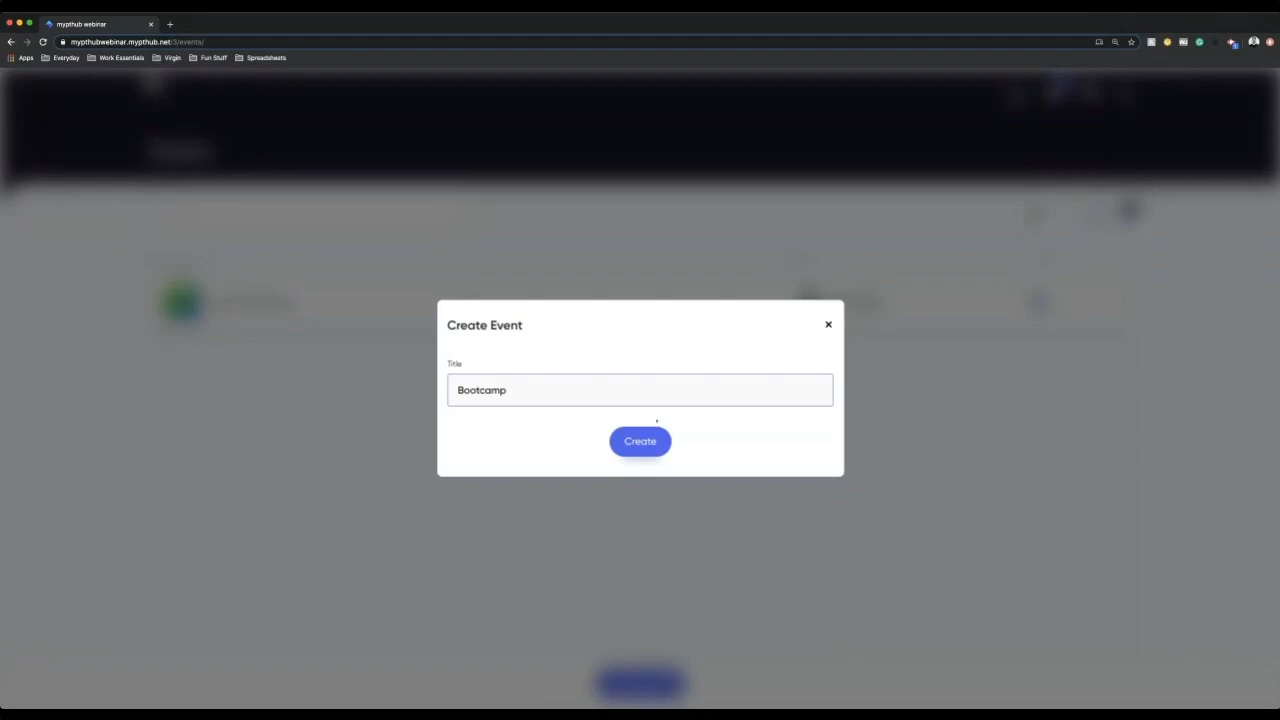 mypthub webinar
mypthubwebinar.mypthub.net/3/events/
Apps Everyday Work Essentials Virgin Fun Stuff Spreadsheets
Create Event
Title
Bootcamp
Create